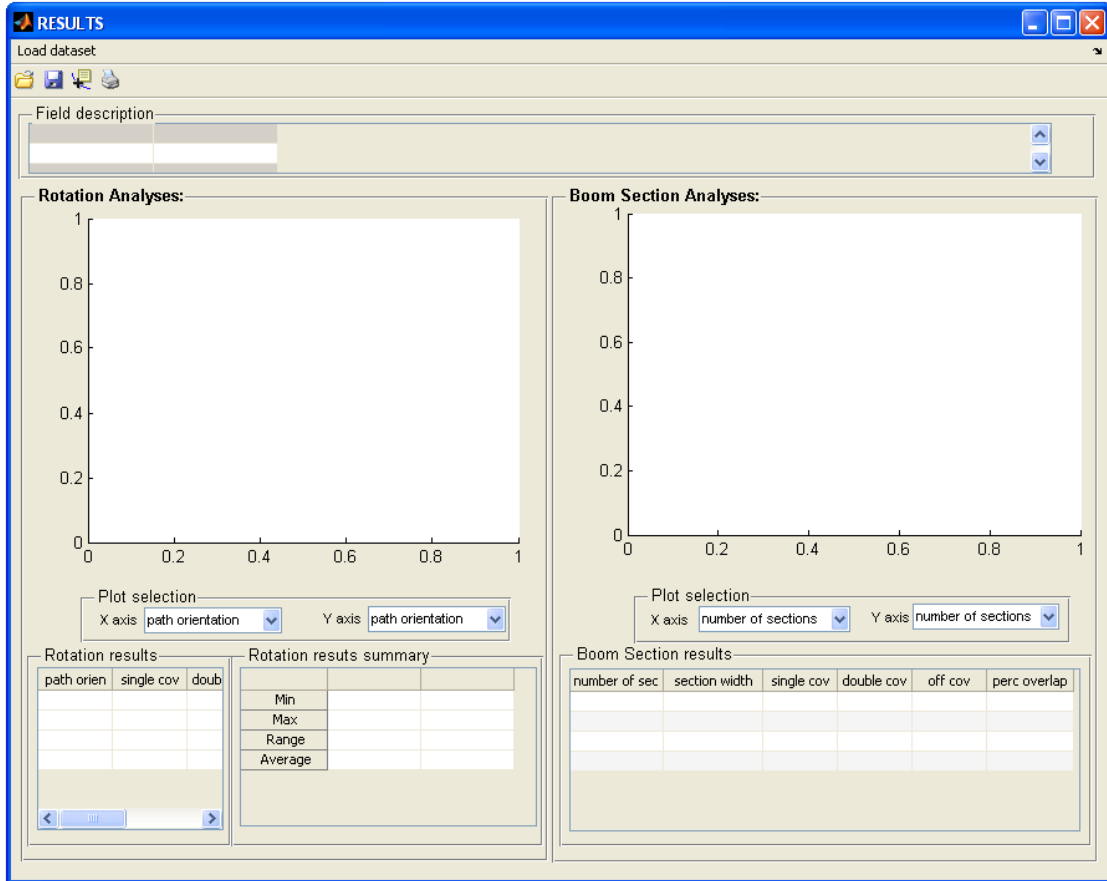 RESULTS
Load dataset
Field description
Rotation Analyses:
1
0.8
0.6
0.4
0.2
0
0 0.2 0.4 0.6 0.8 1
Plot selection
X axis path orientation Y axis path orientation
Rotation results
path orien single cov doub
Rotation resuts summary
Min
Max
Range
Average
Boom Section Analyses:
1
0.8
0.6
0.4
0.2
0
0 0.2 0.4 0.6 0.8 1
Plot selection
X axis number of sections Y axis number of sections
Boom Section results
number of sec section width single cov double cov off cov perc overlap